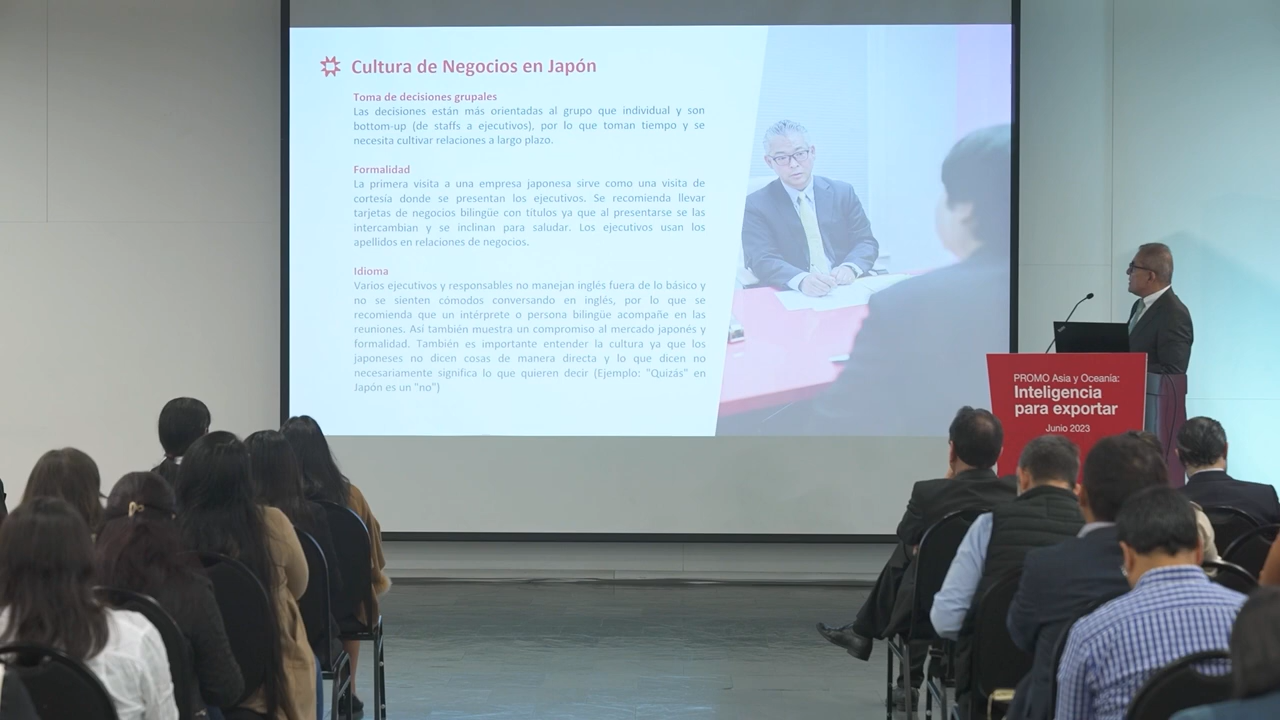 Cultura de Negocios en Japón
Toma de decisiones grupales
Las decisiones están más orientadas al grupo que individual y son
bottom-up (de staffs a ejecutivos), por lo que toman tiempo y se
necesita cultivar relaciones a largo plazo.
Formalidad
La primera visita a una empresa japonesa sirve como una visita de
cortesía donde se presentan los ejecutivos. Se recomienda llevar
tarjetas de negocios bilingüe con titulos ya que al presentarse se las
intercambian y se inclinan para saludar. Los ejecutivos usan los
apellidos en relaciones de negocios.
Idioma
Varios ejecutivos y responsables no manejan inglés fuera de lo básico y
no se sienten cómodos conversando en inglés, por lo que se
recomienda que un intérprete o persona bilingüe acompañe en las
reuniones. Asi también muestra un compromiso al mercado japonés y
formalidad. También es importante entender la cultura ya que los
japoneses no dicen cosas de manera directa y lo que dicen no
necesariamente significa lo que quieren decir (Ejemplo: "Quizás" en
Japón es un "no")
PROMO Asia y Oceanía:
Inteligencia
para exportar
Junio 2023